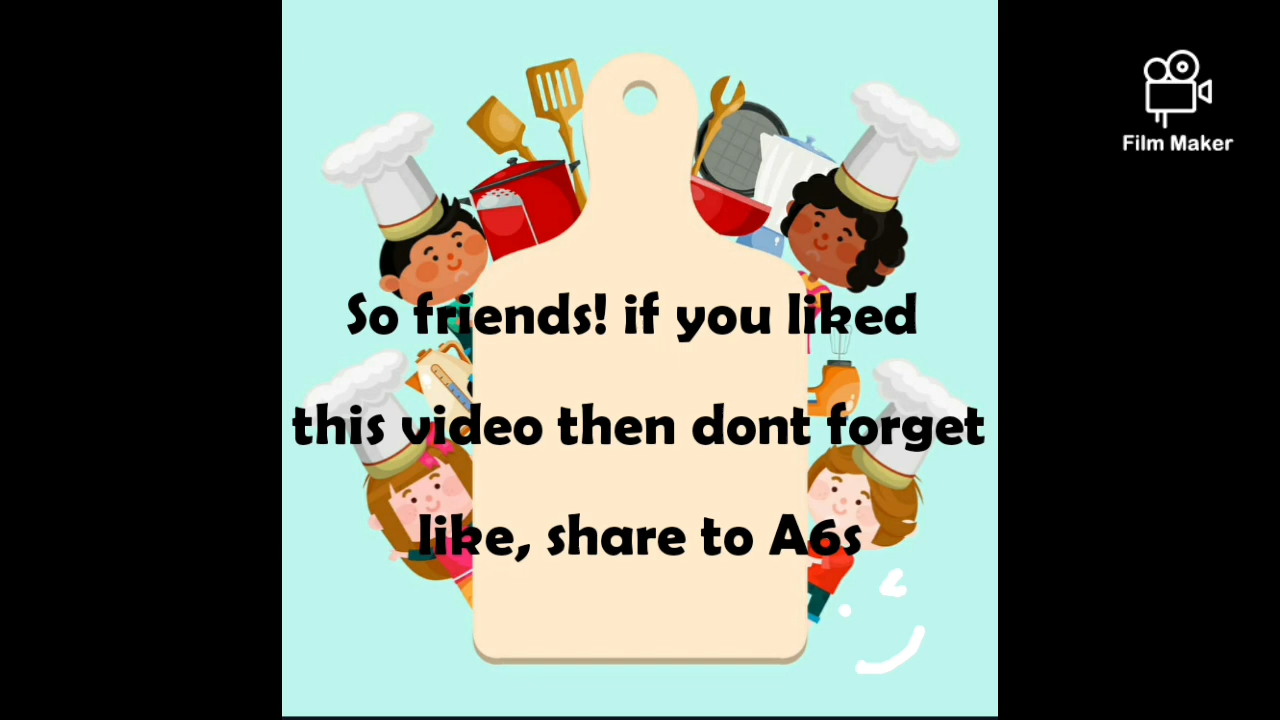 Film Maker
So friends! if you liked
this video then dont forget
like, share to A6s